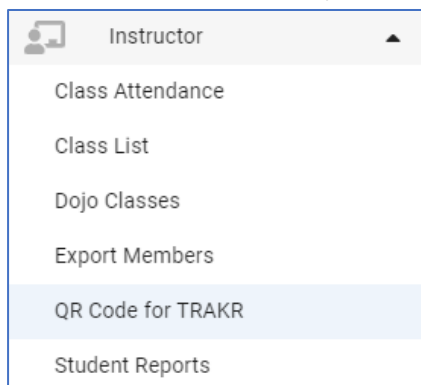 Instructor
Class Attendance
Class List
Dojo Classes
Export Members
QR Code for TRAKR
Student Reports